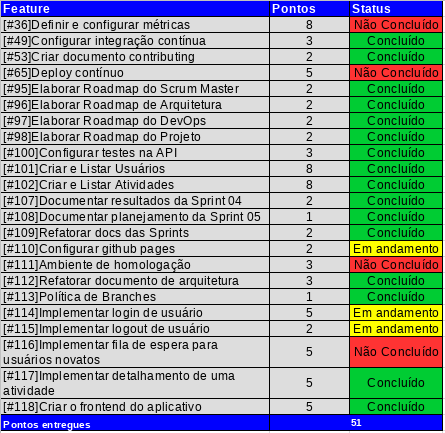 Feature Pontos Status
[#36]Definir e configurar métricas 8 Não Concluído
[#49]Configurar integração contínua 3 Concluído
[#53]Criar documento contributing 2 Concluído
[#65]Deploy contínuo 5 Não Concluído
[#95]Elaborar Roadmap do Scrum Master 2 Concluído
[#96]Elaborar Roadmap de Arquitetura 2 Concluído
[#97]Elaborar Roadmap do DevOps 2 Concluído
[#98]Elaborar Roadmap do Projeto 2 Concluído
[#100]Configurar testes na API 3 Concluído
[#101]Criar e Listar Usuários 8 Concluído
[#102]Criar e Listar Atividades 8 Concluído
[#107]Documentar resultados da Sprint 04 2 Concluído
[#108]Documentar planejamento da Sprint 05 1 Concluído
[#109]Refatorar docs das Sprints 2 Concluído
[#110]Configurar github pages 2 Em andamento
[#111]Ambiente de homologação 3 Não Concluído
[#112]Refatorar documento de arquitetura 3 Concluído
[#113]Política de Branches 1 Concluído
[#114]Implementar login de usuário 5 Em andamento
[#115]Implementar logout de usuário 2 Em andamento
[#116]Implementar fila de espera para
usuários novatos 5 Não Concluído
[#117]Implementar detalhamento de uma
atividade 5 Concluído
[#118]Criar o frontend do aplicativo 5 Concluído
Pontos entregues 51